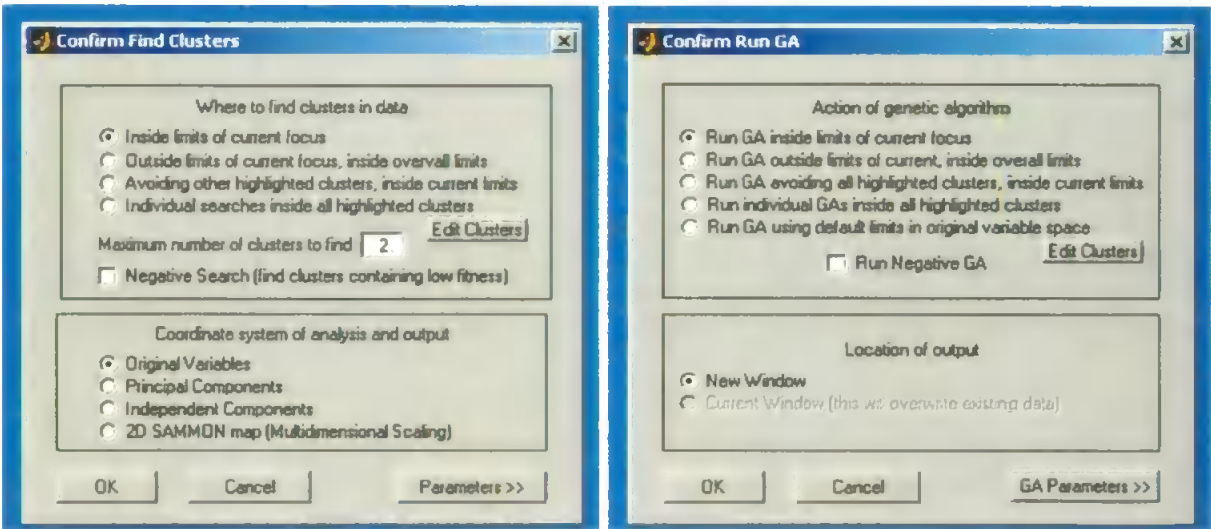 Confirm Find Clusters
Where to find clusters in data
Inside limits of current focus
Outside limits of current focus, inside overvall limits
Avoiding other highlighted clusters, inside current limits
Individual searches inside all highlighted clusters
Edit Clusters
Maximum number of clusters to find 2
Negative Search (find clusters containing low fitness)
Coordinate system of analysis and output
Original Variables
Principal Components
Independent Components
2D SAMMON map (Multidimensional Scaling)
OK Cancel Parameters >>
Confirm Run GA
Action of genetic algorithm
Run GA inside limits of current focus
Run GA outside limits of current, inside overall limits
Run GA avoiding all highlighted clusters, inside current limits
Run individual GAs inside all highlighted clusters
Run GA using default limits in original variable space
Edit Clusters
Run Negative GA
Location of output
New Window
Current Window (this will overwrite existing data)
OK Cancel GA Parameters >>